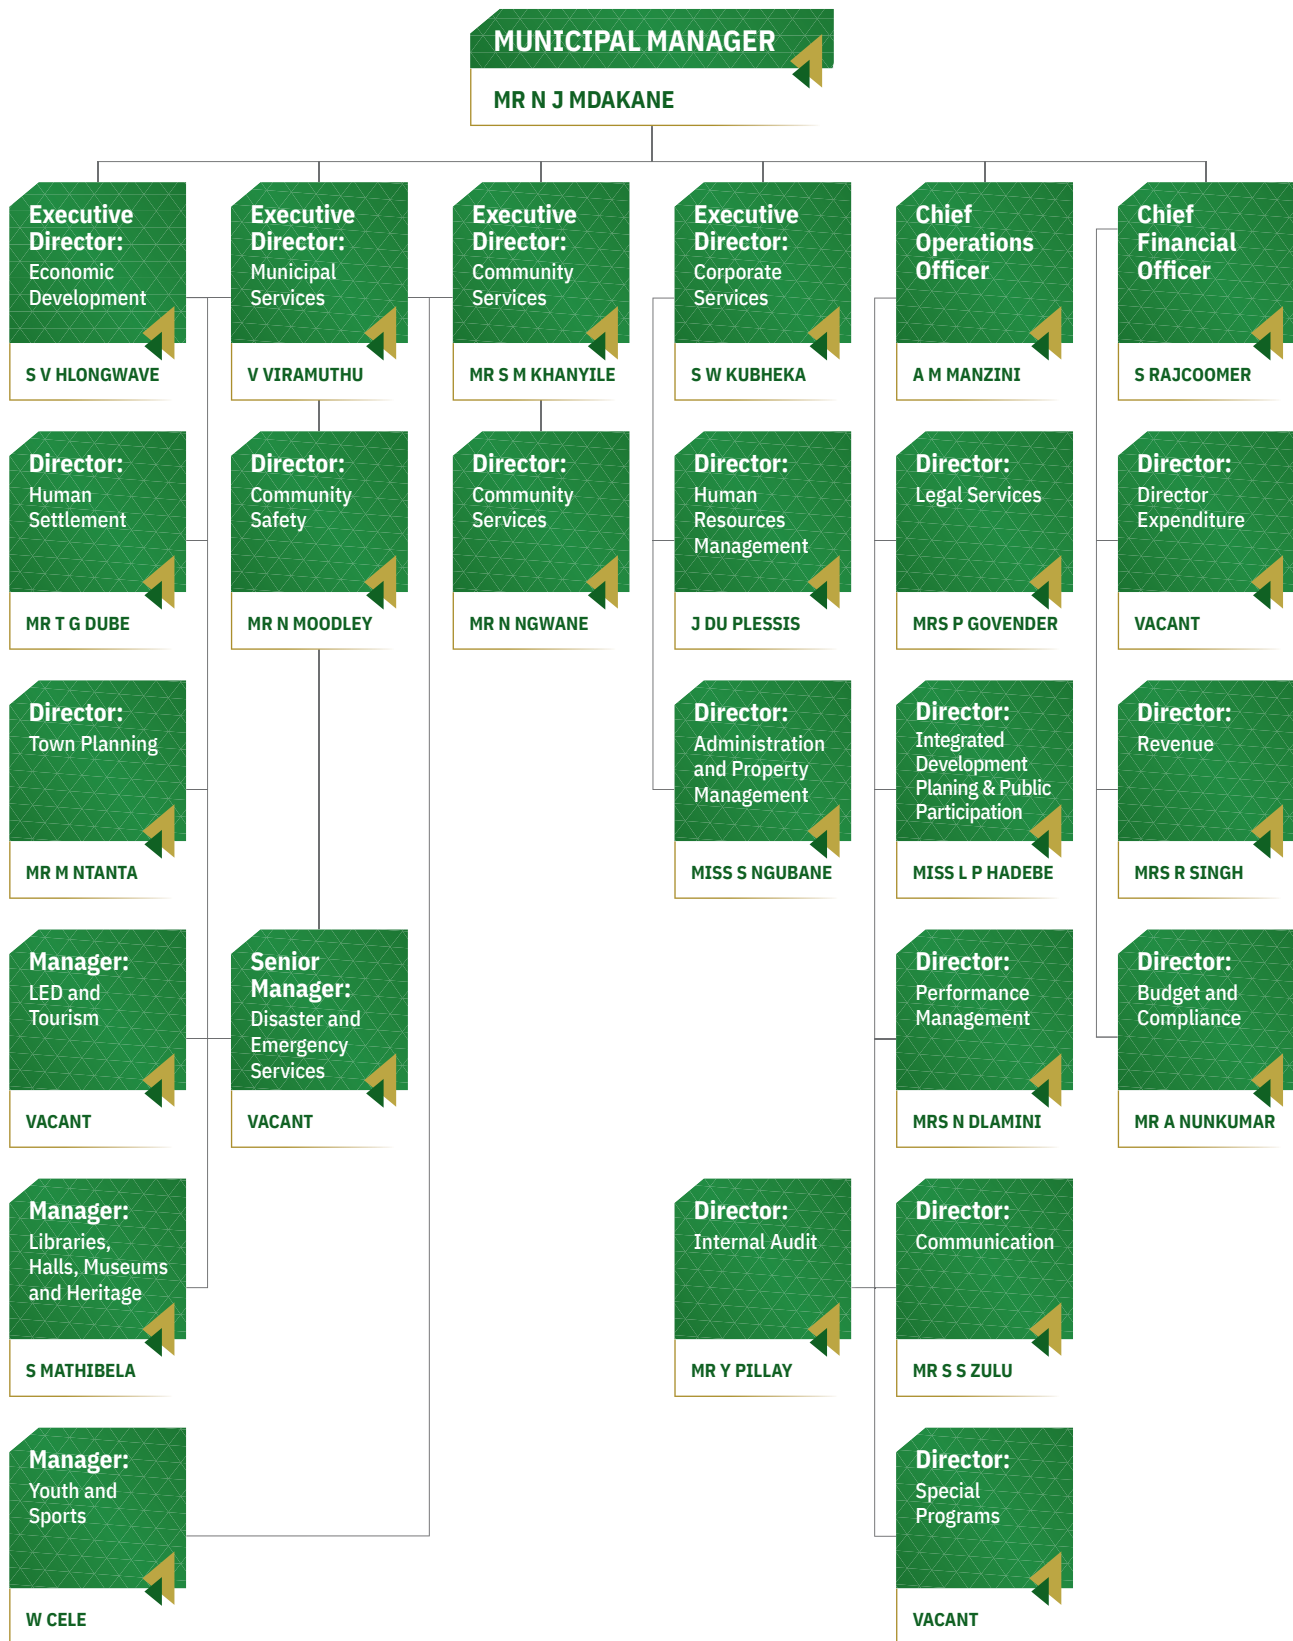 MUNICIPAL MANAGER
MR N J MDAKANE
Executive
Director:
Economic
Development
S V HLONGWAVE
Executive
Director:
Municipal
Services
V VIRAMUTHU
Executive
Director:
Community
Services
MR S M KHANYILE
Executive
Director:
Corporate
Services
S W KUBHEKA
Chief
Operations
Officer
A M MANZINI
Chief
Financial
Officer
S RAJCOOMER
Director:
Human
Settlement
MR T G DUBE
Director:
Community
Safety
MR N MOODLEY
Director:
Community
Services
MR N NGWANE
Director:
Human
Resources
Management
J DU PLESSIS
Director:
Legal Services
MRS P GOVENDER
Director:
Director
Expenditure
VACANT
Director:
Town Planning
MR M NTANTA
Director:
Administration
and Property
Management
MISS S NGUBANE
Director:
Integrated
Development
Planing & Public
Participation
MISS L P HADEBE
Director:
Revenue
MRS R SINGH
Manager:
LED and
Tourism
VACANT
Senior
Manager:
Disaster and
Emergency
Services
VACANT
Director:
Performance
Management
MRS N DLAMINI
Director:
Budget and
Compliance
MR A NUNKUMAR
Manager:
Libraries,
Halls, Museums
and Heritage
S MATHIBELA
Director:
Internal Audit
MR Y PILLAY
Director:
Communication
MR S S ZULU
Manager:
Youth and
Sports
W CELE
Director:
Special
Programs
VACANT